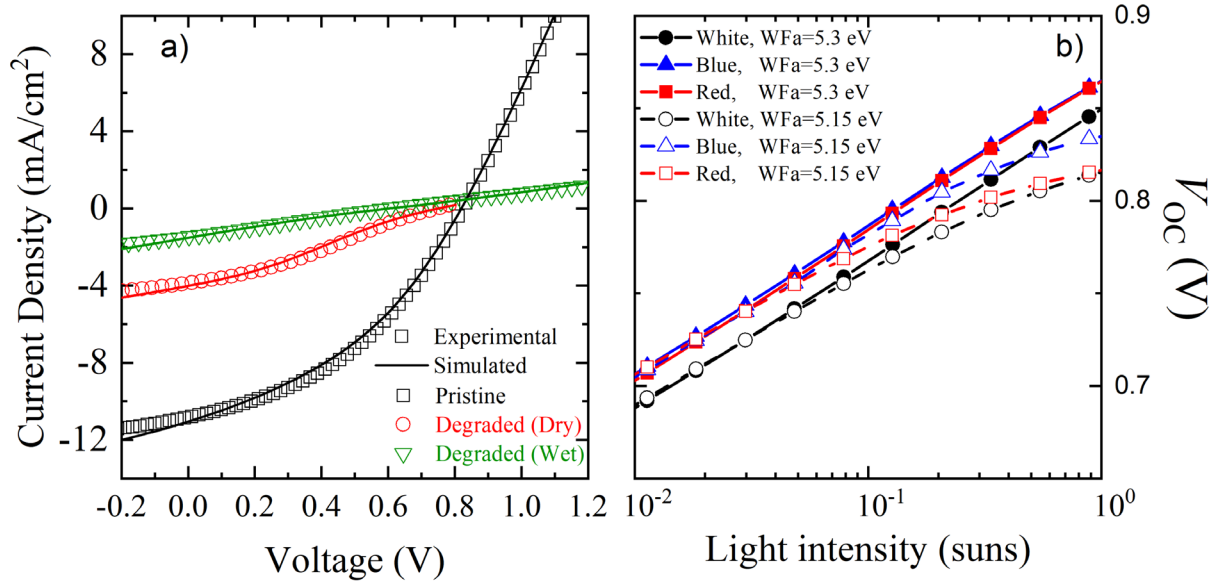 a)
Current Density (mA/cm²)
8
4
0
-4
-8
-12
Experimental
Simulated
Pristine
Degraded (Dry)
Degraded (Wet)
-0.2 0.0 0.2 0.4 0.6 0.8 1.0 1.2
Voltage (V)
b)
White, WFa=5.3 eV
Blue, WFa=5.3 eV
Red, WFa=5.3 eV
White, WFa=5.15 eV
Blue, WFa=5.15 eV
Red, WFa=5.15 eV
0.9
0.8
0.7
V_OC (V)
10⁻² 10⁻¹ 10⁰
Light intensity (suns)